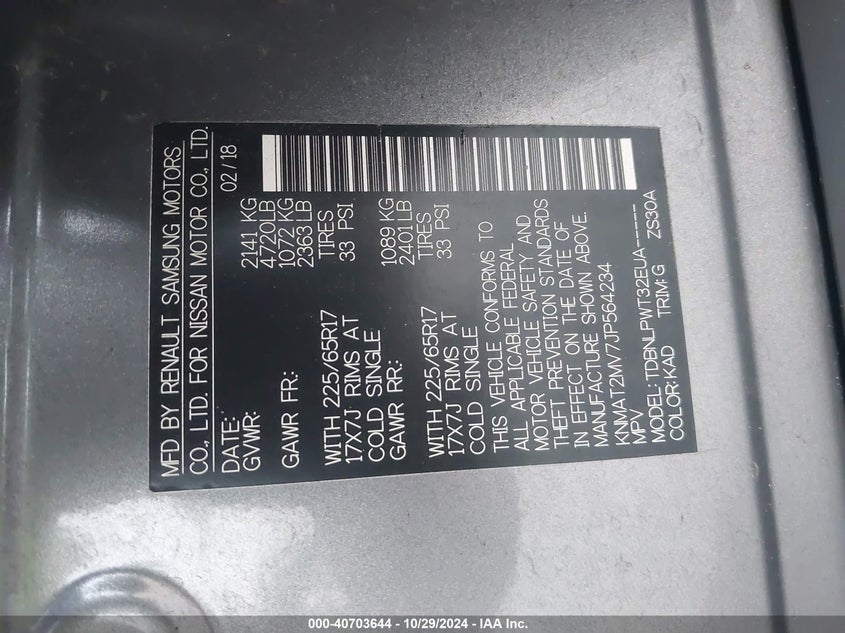 MFD BY RENAULT SAMSUNG MOTORS
CO., LTD. FOR NISSAN MOTOR CO., LTD.
DATE: 02/18
GVWR: 2141 KG
4720LB
GAWR FR: 1072 KG
2363 LB
WITH 225/65R17 TIRES
17X7J RIMS AT 33 PSI
COLD SINGLE
GAWR RR: 1089 KG
2401 LB
WITH 225/65R17 TIRES
17X7J RIMS AT 33 PSI
COLD SINGLE
THIS VEHICLE CONFORMS TO
ALL APPLICABLE FEDERAL
MOTOR VEHICLE SAFETY AND
THEFT PREVENTION STANDARDS
IN EFFECT ON THE DATE OF
MANUFACTURE SHOWN ABOVE.
KNMAT2MV7JP564234
MPV
MODEL: TDBNLPWT32EUA-----
COLOR: KAD TRIM: G ZS30A
000-40703644 - 10/29/2024 - IAA Inc.